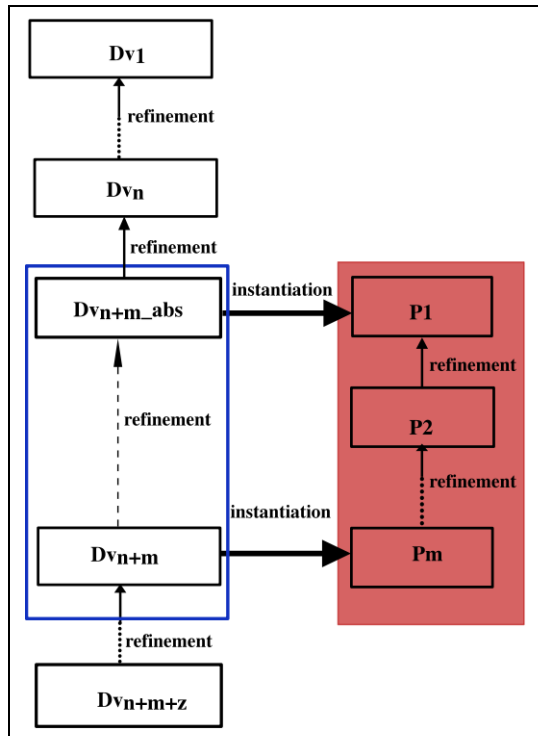 Dv1
refinement
Dvn
refinement
Dvn+m_abs
instantiation
P1
refinement
P2
refinement
refinement
instantiation
Dvn+m
Pm
refinement
Dvn+m+z